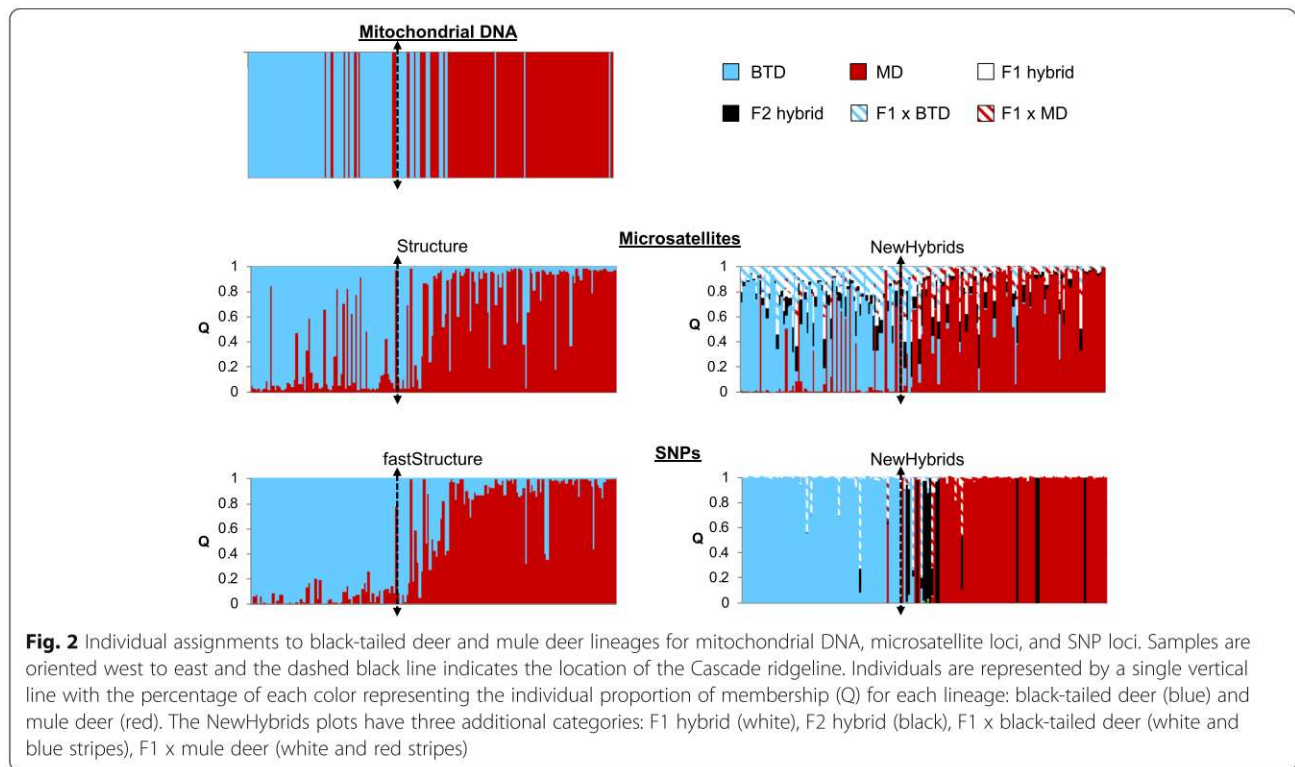 Mitochondrial DNA
BTD
MD
F1 hybrid
F2 hybrid
F1 x BTD
F1 x MD
Microsatellites
Structure
NewHybrids
1
0.8
0.6
0.4
0.2
0
Q
1
0.8
0.6
0.4
0.2
0
Q
SNPs
fastStructure
NewHybrids
1
0.8
0.6
0.4
0.2
0
Q
1
0.8
0.6
0.4
0.2
0
Q
Fig. 2 Individual assignments to black-tailed deer and mule deer lineages for mitochondrial DNA, microsatellite loci, and SNP loci. Samples are
oriented west to east and the dashed black line indicates the location of the Cascade ridgeline. Individuals are represented by a single vertical
line with the percentage of each color representing the individual proportion of membership (Q) for each lineage: black-tailed deer (blue) and
mule deer (red). The NewHybrids plots have three additional categories: F1 hybrid (white), F2 hybrid (black), F1 x black-tailed deer (white and
blue stripes), F1 x mule deer (white and red stripes)